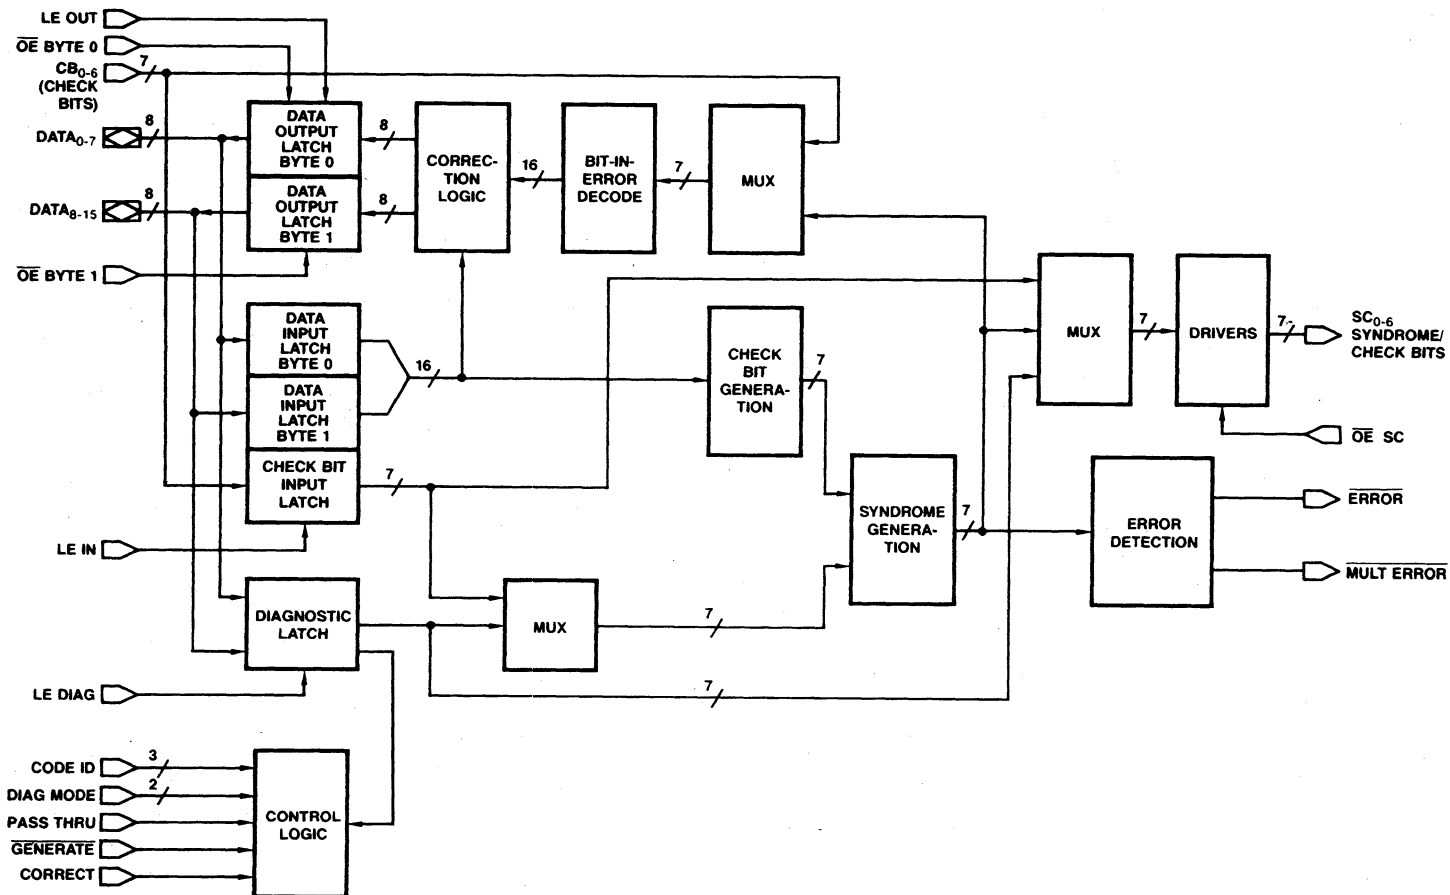 LE OUT
OE BYTE 0
CB0-6
(CHECK
BITS)
7
DATA0-7
8
DATA8-15
8
OE BYTE 1
DATA
OUTPUT
LATCH
BYTE 0
DATA
OUTPUT
LATCH
BYTE 1
8
8
CORREC-
TION
LOGIC
16
BIT-IN-
ERROR
DECODE
7
MUX
DATA
INPUT
LATCH
BYTE 0
DATA
INPUT
LATCH
BYTE 1
CHECK BIT
INPUT
LATCH
16
7
LE IN
CHECK
BIT
GENERA-
TION
7
MUX
7
DRIVERS
7
SC0-6
SYNDROME/
CHECK BITS
OE SC
SYNDROME
GENERA-
TION
7
ERROR
DETECTION
ERROR
MULT ERROR
DIAGNOSTIC
LATCH
MUX
7
7
LE DIAG
CODE ID
3
DIAG MODE
2
PASS THRU
GENERATE
CORRECT
CONTROL
LOGIC